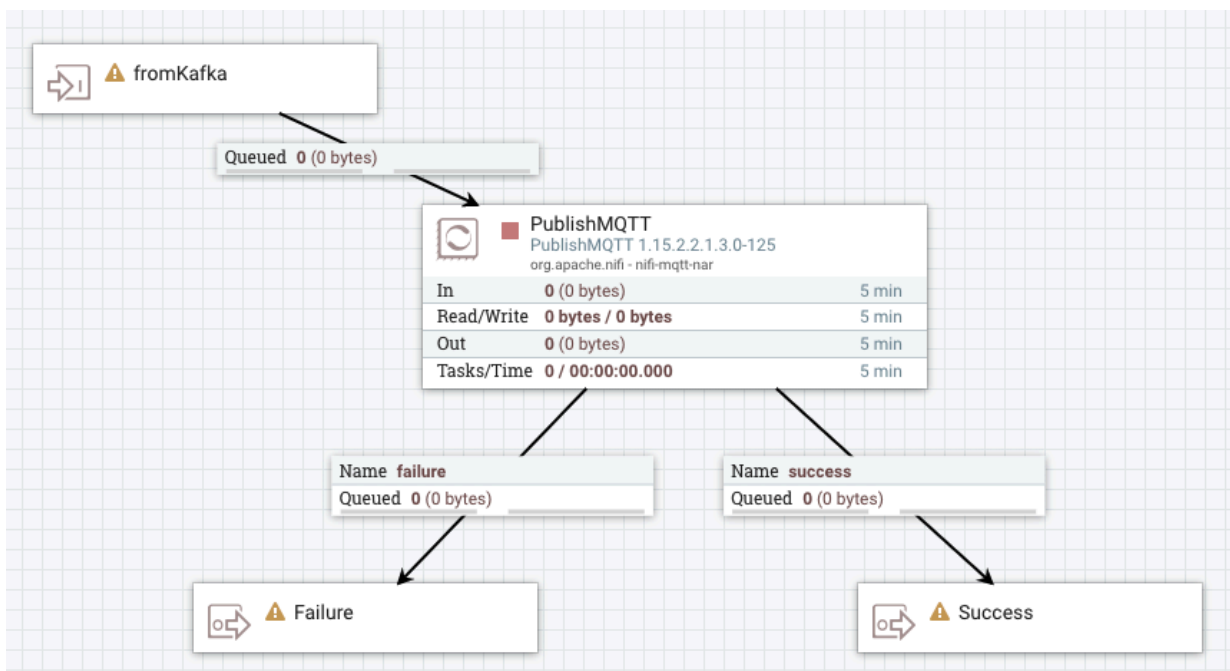 fromKafka
Queued 0 (0 bytes)
PublishMQTT
PublishMQTT 1.15.2.2.1.3.0-125
org.apache.nifi - nifi-mqtt-nar
In 0 (0 bytes) 5 min
Read/Write 0 bytes / 0 bytes 5 min
Out 0 (0 bytes) 5 min
Tasks/Time 0 / 00:00:00.000 5 min
Name failure
Queued 0 (0 bytes)
Name success
Queued 0 (0 bytes)
Failure
Success